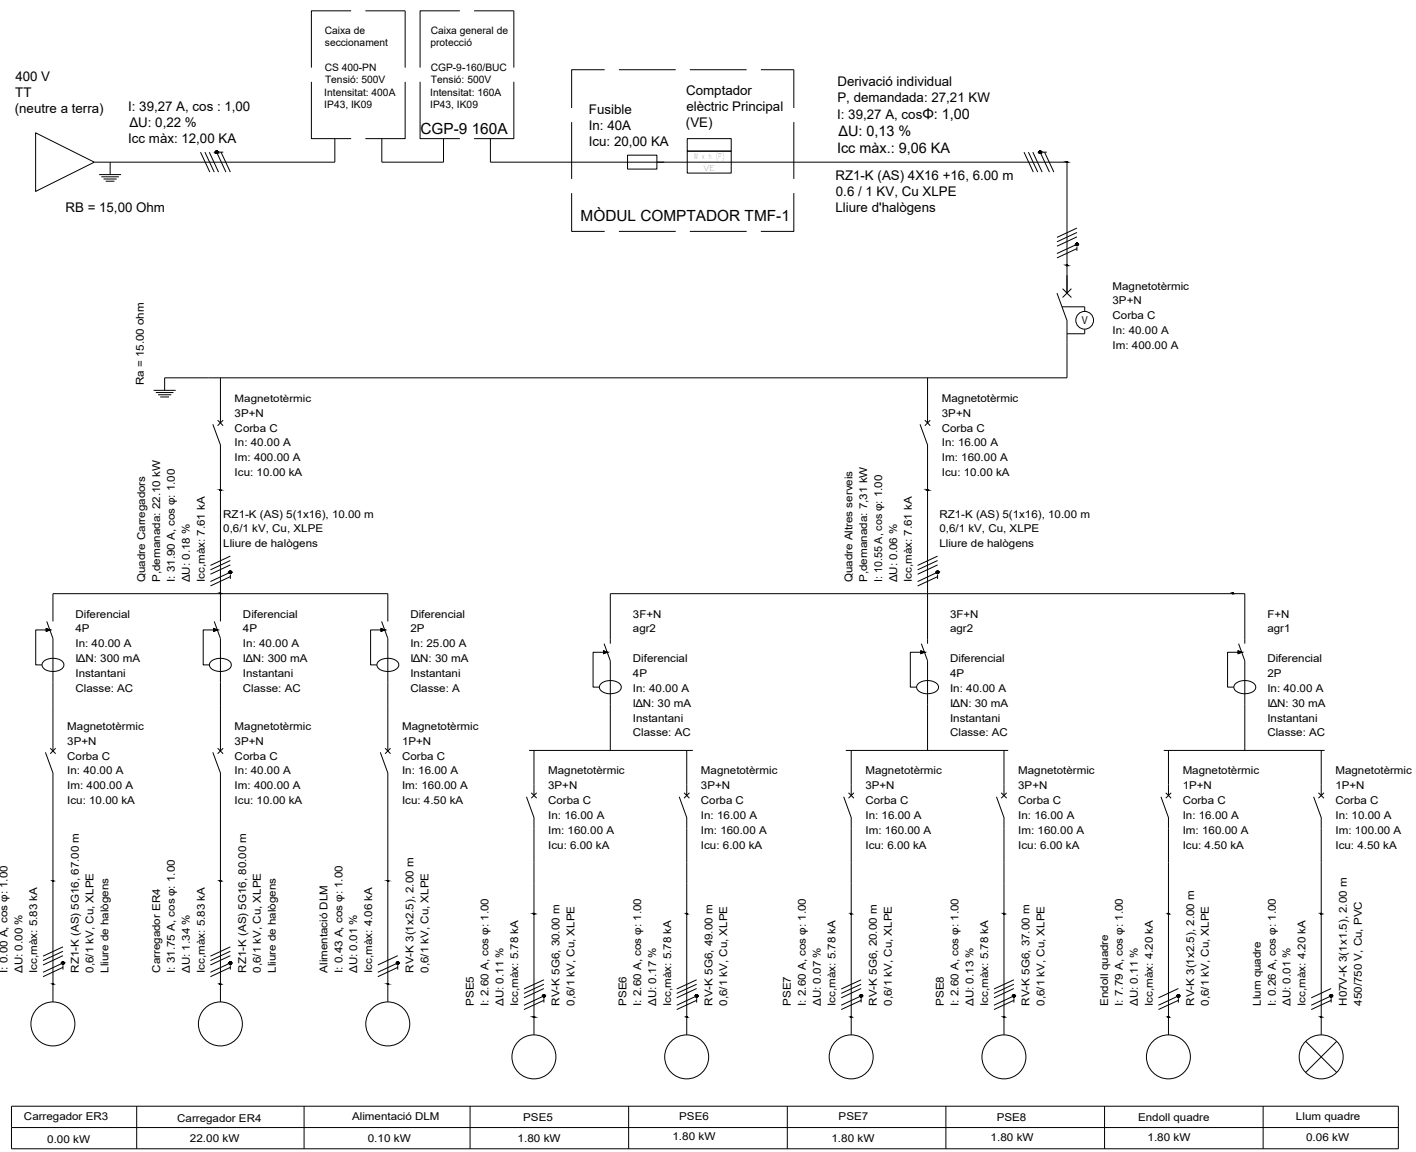 400 V
TT
(neutre a terra)
I: 39,27 A, cos : 1,00
ΔU: 0,22 %
Icc màx: 12,00 KA
RB = 15,00 Ohm
Caixa de
seccionament
CS 400-PN
Tensió: 500V
Intensitat: 400A
IP43, IK09
Caixa general de
protecció
CGP-9-160/BUC
Tensió: 500V
Intensitat: 160A
IP43, IK09
CGP-9 160A
Fusible
In: 40A
Icu: 20,00 KA
Comptador
elèctric Principal
(VE)
VE
MÒDUL COMPTADOR TMF-1
Derivació individual
P, demandada: 27,21 KW
I: 39,27 A, cosΦ: 1,00
ΔU: 0,13 %
Icc màx.: 9,06 KA
RZ1-K (AS) 4X16 +16, 6.00 m
0.6 / 1 KV, Cu XLPE
Lliure d'halògens
Magnetotèrmic
3P+N
Corba C
In: 40.00 A
Im: 400.00 A
V
Ra = 15.00 ohm
Magnetotèrmic
3P+N
Corba C
In: 40.00 A
Im: 400.00 A
Icu: 10.00 kA
Quadre Carregadors
P,demanada: 22.10 kW
I: 31.90 A, cos φ: 1.00
ΔU: 0.18 %
Icc,màx: 7.61 kA
RZ1-K (AS) 5(1x16), 10.00 m
0,6/1 kV, Cu, XLPE
Lliure de halògens
Magnetotèrmic
3P+N
Corba C
In: 16.00 A
Im: 160.00 A
Icu: 10.00 kA
Quadre Altres serveis
P,demanada: 7,31 kW
I: 10.55 A, cos φ: 1.00
ΔU: 0.06 %
Icc,màx: 7.61 kA
RZ1-K (AS) 5(1x16), 10.00 m
0,6/1 kV, Cu, XLPE
Lliure de halògens
Diferencial
4P
In: 40.00 A
IΔN: 300 mA
Instantani
Classe: AC
Diferencial
4P
In: 40.00 A
IΔN: 300 mA
Instantani
Classe: AC
Diferencial
2P
In: 25.00 A
IΔN: 30 mA
Instantani
Classe: A
3F+N
agr2
Diferencial
4P
In: 40.00 A
IΔN: 30 mA
Instantani
Classe: AC
3F+N
agr2
Diferencial
4P
In: 40.00 A
IΔN: 30 mA
Instantani
Classe: AC
F+N
agr1
Diferencial
2P
In: 40.00 A
IΔN: 30 mA
Instantani
Classe: AC
Magnetotèrmic
3P+N
Corba C
In: 40.00 A
Im: 400.00 A
Icu: 10.00 kA
Magnetotèrmic
3P+N
Corba C
In: 40.00 A
Im: 400.00 A
Icu: 10.00 kA
Magnetotèrmic
1P+N
Corba C
In: 16.00 A
Im: 160.00 A
Icu: 4.50 kA
Magnetotèrmic
3P+N
Corba C
In: 16.00 A
Im: 160.00 A
Icu: 6.00 kA
Magnetotèrmic
3P+N
Corba C
In: 16.00 A
Im: 160.00 A
Icu: 6.00 kA
Magnetotèrmic
3P+N
Corba C
In: 16.00 A
Im: 160.00 A
Icu: 6.00 kA
Magnetotèrmic
3P+N
Corba C
In: 16.00 A
Im: 160.00 A
Icu: 6.00 kA
Magnetotèrmic
1P+N
Corba C
In: 16.00 A
Im: 160.00 A
Icu: 4.50 kA
Magnetotèrmic
1P+N
Corba C
In: 10.00 A
Im: 100.00 A
Icu: 4.50 kA
I: 0.00 A, cos φ: 1.00
ΔU: 0.00 %
Icc,màx: 5.83 kA
RZ1-K (AS) 5G16, 67.00 m
0,6/1 kV, Cu, XLPE
Lliure de halògens
Carregador ER4
I: 31.75 A, cos φ: 1.00
ΔU: 1.34 %
Icc,màx: 5.83 kA
RZ1-K (AS) 5G16, 80.00 m
0,6/1 kV, Cu, XLPE
Lliure de halògens
Alimentació DLM
I: 0.43 A, cos φ: 1.00
ΔU: 0.01 %
Icc,màx: 4.06 kA
RV-K 3(1x2.5), 2.00 m
0,6/1 kV, Cu, XLPE
PSE5
I: 2.60 A, cos φ: 1.00
ΔU: 0.11 %
Icc,màx: 5.78 kA
RV-K 5G6, 30.00 m
0,6/1 kV, Cu, XLPE
PSE6
I: 2.60 A, cos φ: 1.00
ΔU: 0.17 %
Icc,màx: 5.78 kA
RV-K 5G6, 49.00 m
0,6/1 kV, Cu, XLPE
PSE7
I: 2.60 A, cos φ: 1.00
ΔU: 0.07 %
Icc,màx: 5.78 kA
RV-K 5G6, 20.00 m
0,6/1 kV, Cu, XLPE
PSE8
I: 2.60 A, cos φ: 1.00
ΔU: 0.13 %
Icc,màx: 5.78 kA
RV-K 5G6, 37.00 m
0,6/1 kV, Cu, XLPE
Endoll quadre
I: 7.79 A, cos φ: 1.00
ΔU: 0.11 %
Icc,màx: 4.20 kA
RV-K 3(1x2.5), 2.00 m
0,6/1 kV, Cu, XLPE
Llum quadre
I: 0.26 A, cos φ: 1.00
ΔU: 0.01 %
Icc,màx: 4.20 kA
H07V-K 3(1x1.5), 2.00 m
450/750 V, Cu, PVC
Carregador ER3 Carregador ER4 Alimentació DLM PSE5 PSE6 PSE7 PSE8 Endoll quadre Llum quadre
0.00 kW 22.00 kW 0.10 kW 1.80 kW 1.80 kW 1.80 kW 1.80 kW 1.80 kW 0.06 kW